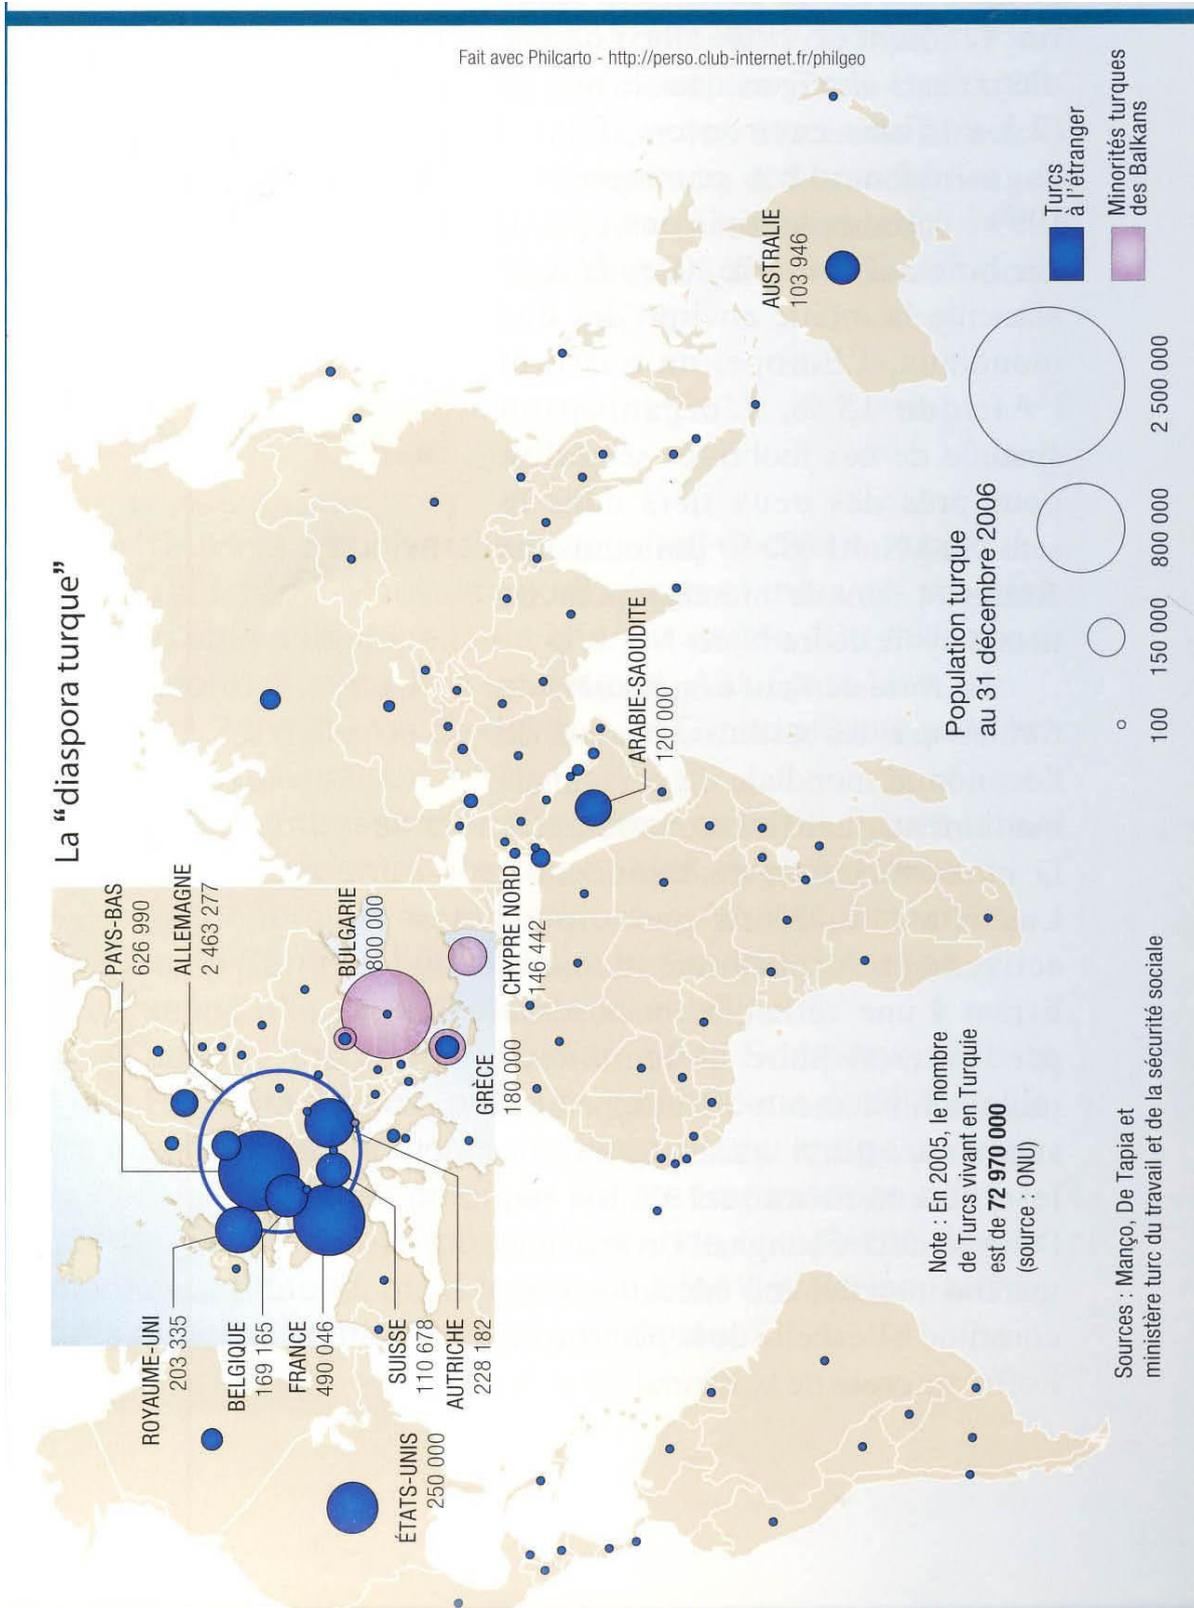 La “diaspora turque”
Fait avec Philcarto - http://perso.club-internet.fr/philgeo
PAYS-BAS
626 990
ALLEMAGNE
2 463 277
BULGARIE
800 000
CHYPRE NORD
146 442
GRÈCE
180 000
ROYAUME-UNI
203 335
BELGIQUE
169 165
FRANCE
490 046
SUISSE
110 678
AUTRICHE
228 182
ÉTATS-UNIS
250 000
ARABIE-SAOUDITE
120 000
AUSTRALIE
103 946
Population turque
au 31 décembre 2006
100
150 000
800 000
2 500 000
Turcs
à l'étranger
Minorités turques
des Balkans
Note : En 2005, le nombre
de Turcs vivant en Turquie
est de 72 970 000
(source : ONU)
Sources : Manço, De Tapia et
ministère turc du travail et de la sécurité sociale